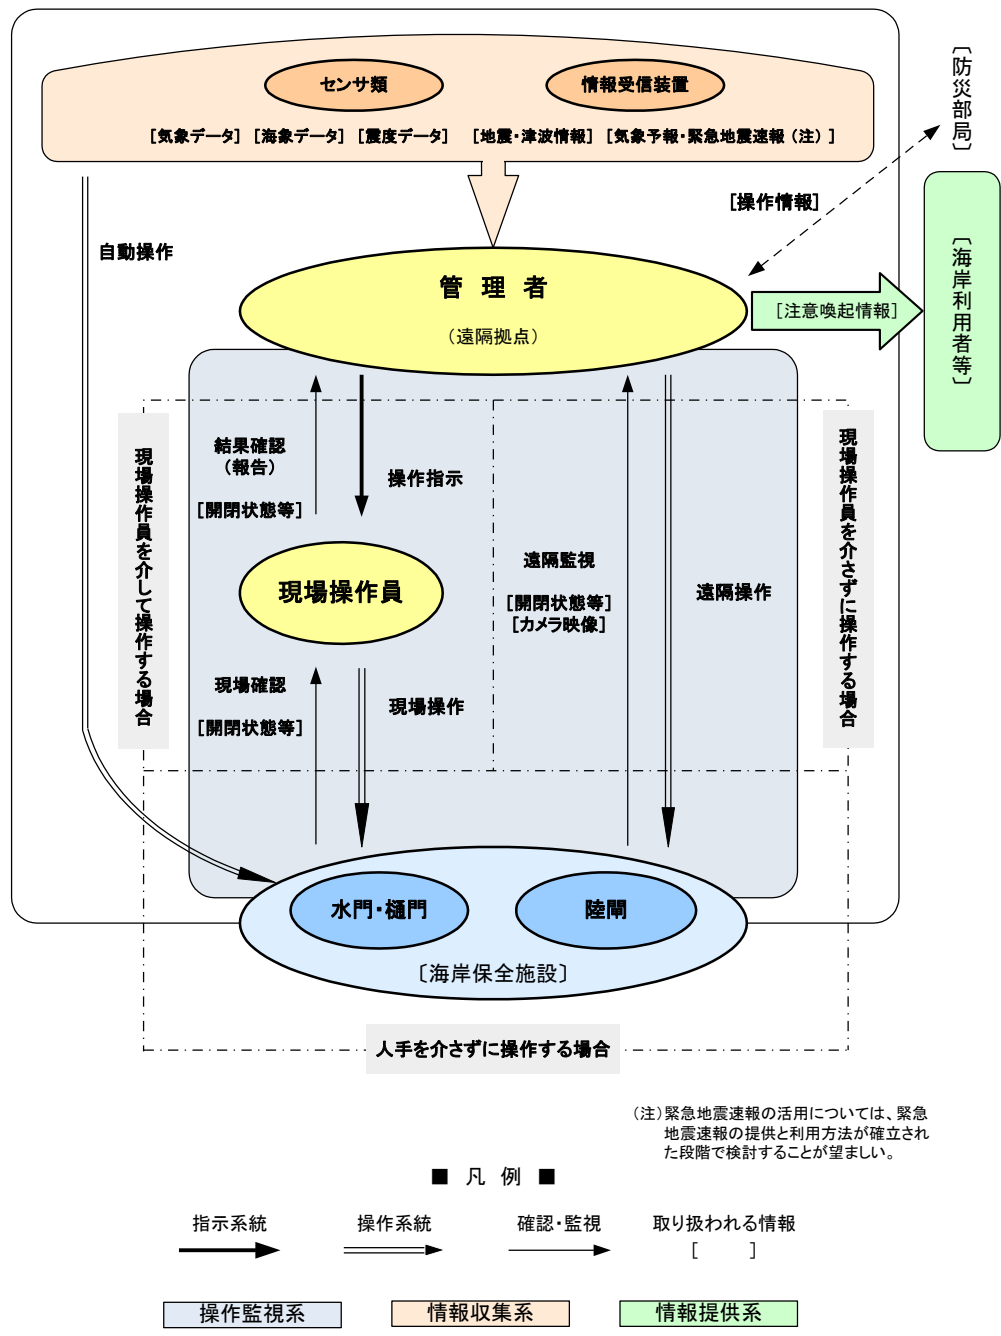 センサ類
情報受信装置
[気象データ] [海象データ] [震度データ]
[地震・津波情報] [気象予報・緊急地震速報(注)]
〔防災部局〕
[操作情報]
自動操作
管理者
(遠隔拠点)
[注意喚起情報]
〔海岸利用者等〕
現場操作員を介して操作する場合
現場操作員を介さずに操作する場合
結果確認
(報告)
[開閉状態等]
操作指示
現場操作員
遠隔監視
[開閉状態等]
[カメラ映像]
遠隔操作
現場確認
[開閉状態等]
現場操作
水門・樋門
陸閘
〔海岸保全施設〕
人手を介さずに操作する場合
(注)緊急地震速報の活用については、緊急
地震速報の提供と利用方法が確立され
た段階で検討することが望ましい。
■ 凡 例 ■
指示系統
操作系統
確認・監視
取り扱われる情報
[ ]
操作監視系
情報収集系
情報提供系